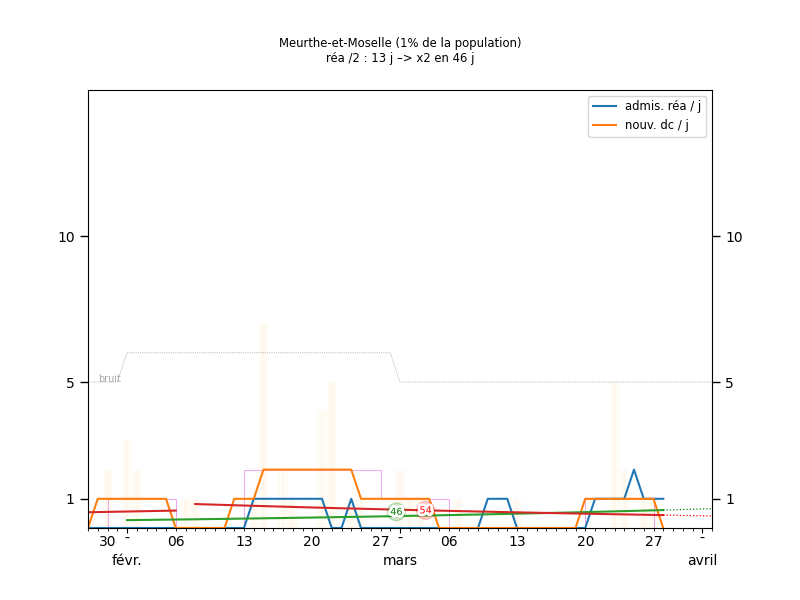 Meurthe-et-Moselle (1% de la population)
réa /2 : 13 j –> x2 en 46 j
admis. réa / j
nouv. dc / j
10
10
bruit
5
5
46
54
1
1
30 - 06 13 20 27 - 06 13 20 27 -
févr. mars avril